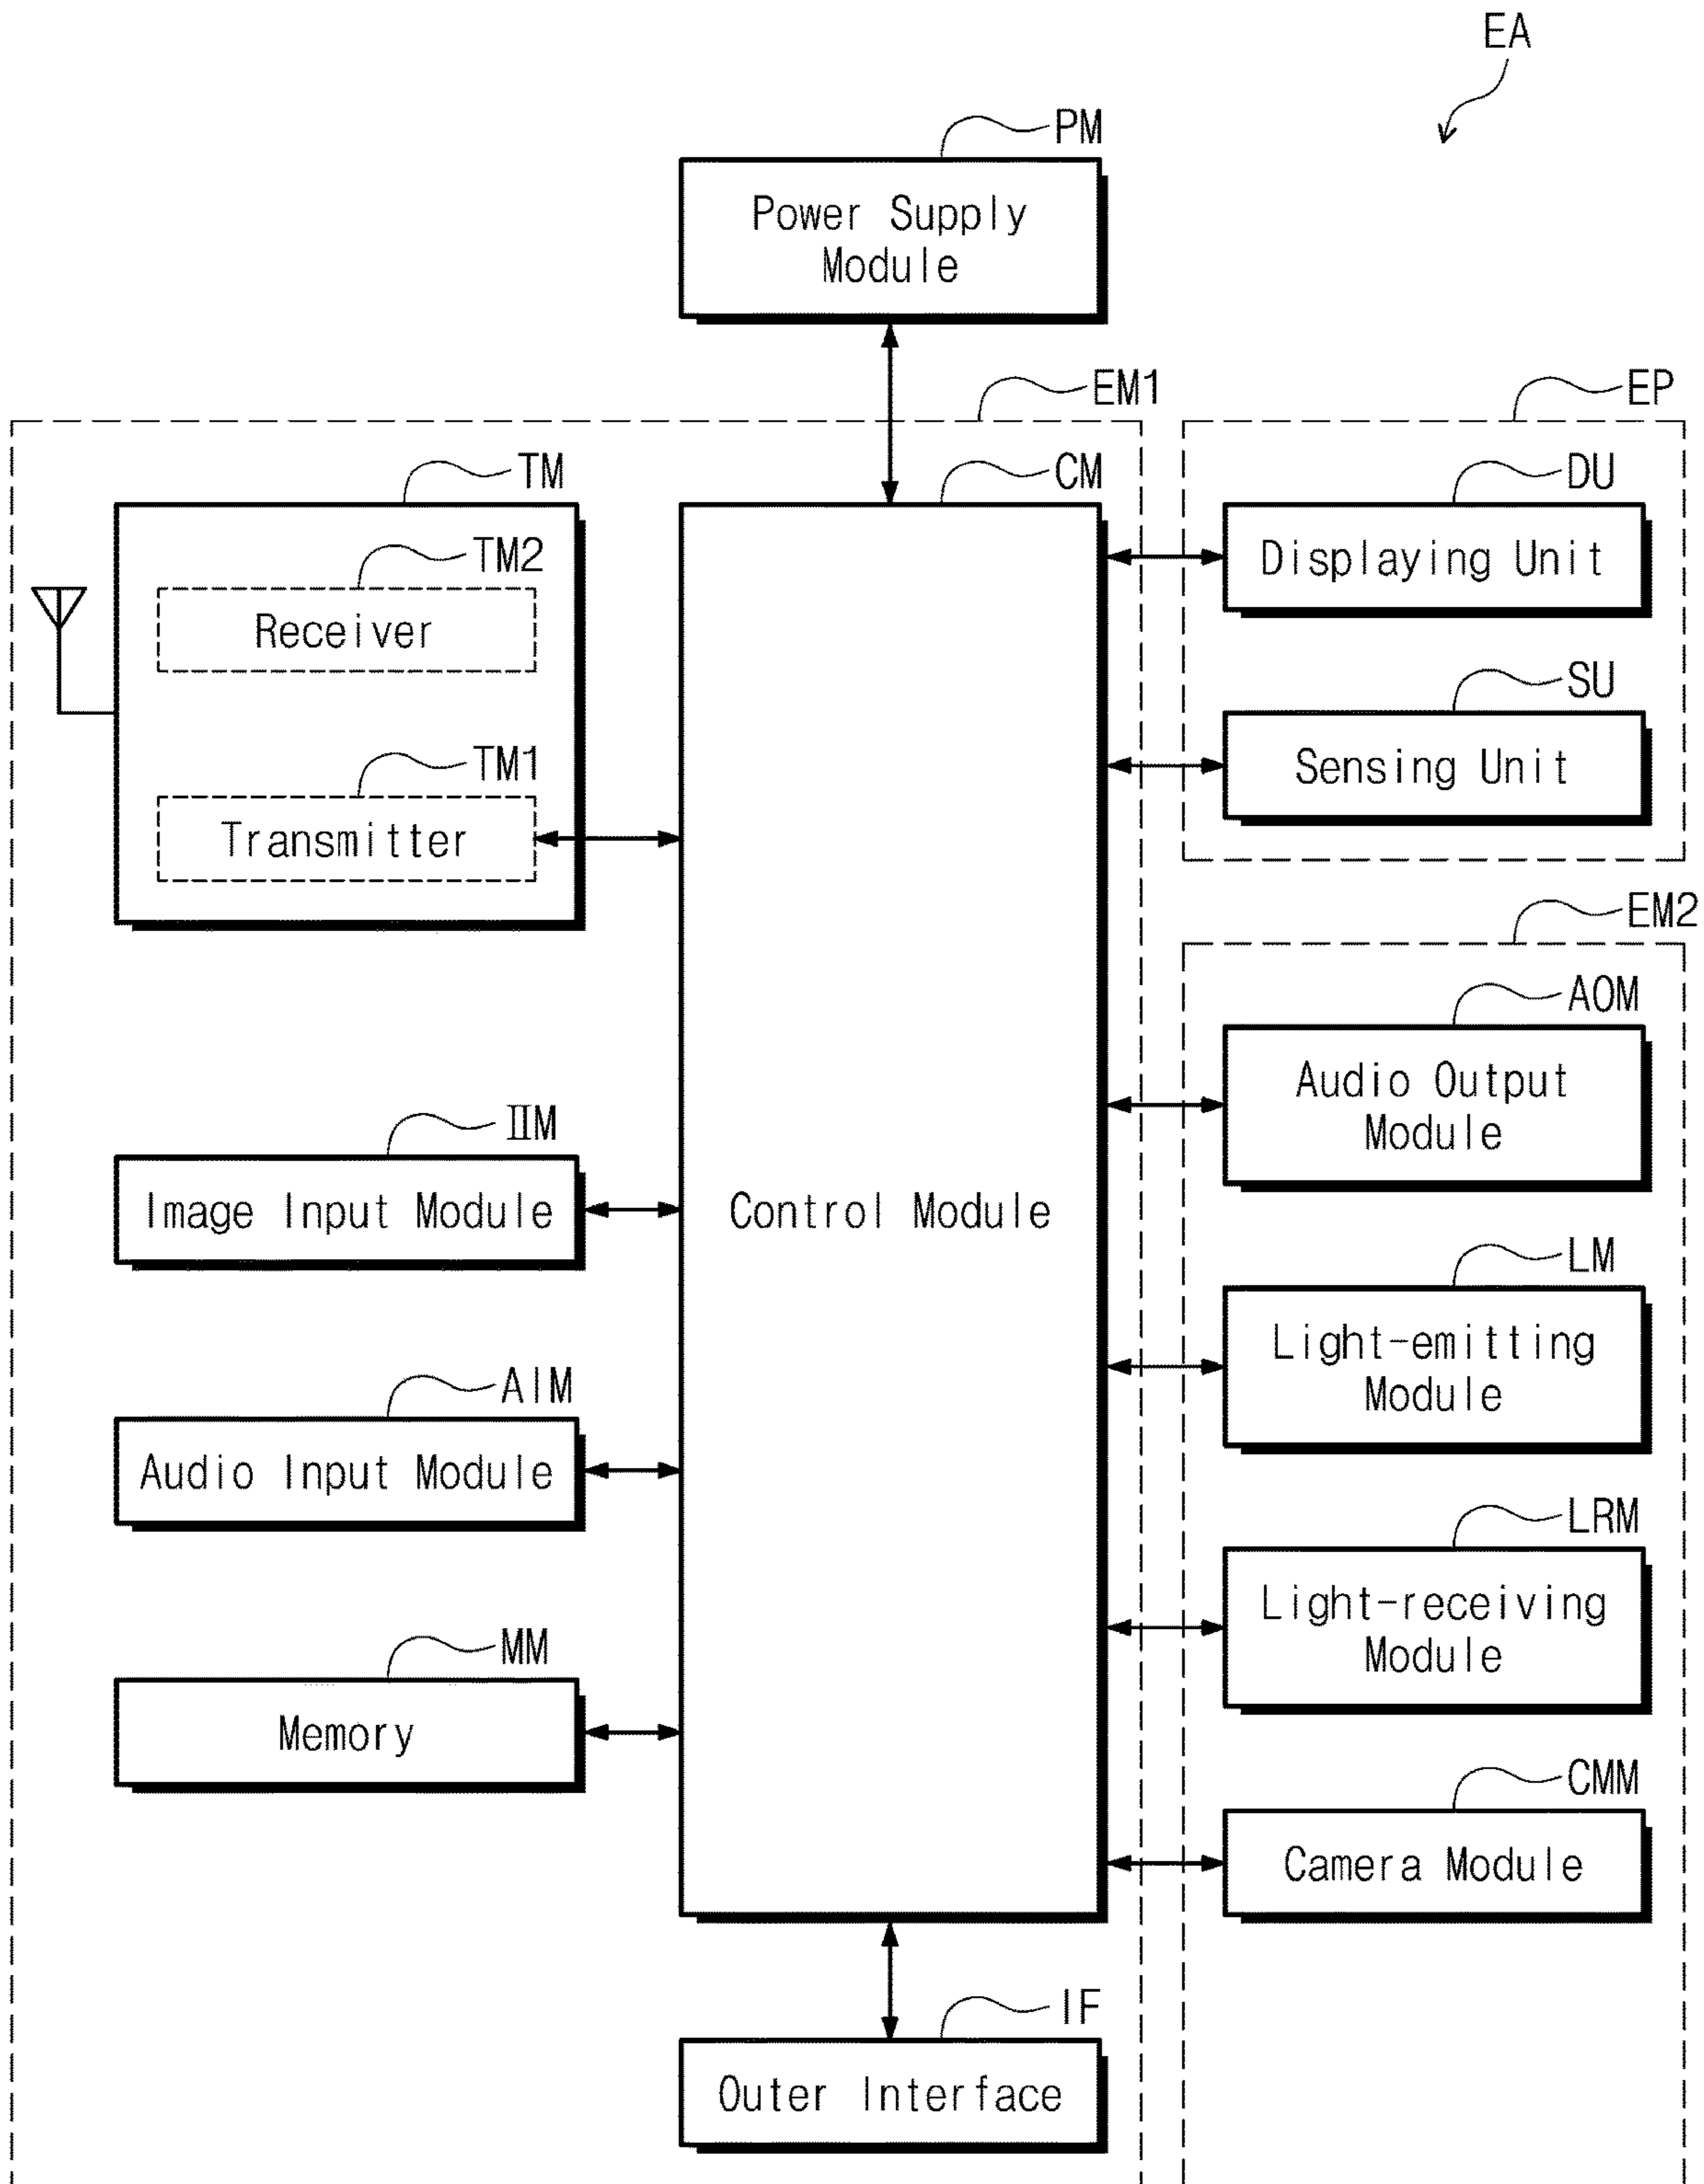 EA
PM
Power Supply
Module
EM1
EP
TM
CM
DU
TM2
Displaying Unit
Receiver
SU
TM1
Sensing Unit
Transmitter
EM2
AOM
Audio Output
Module
IIM
Image Input Module
Control Module
LM
Light-emitting
Module
AIM
Audio Input Module
LRM
Light-receiving
Module
MM
Memory
CMM
Camera Module
IF
Outer Interface